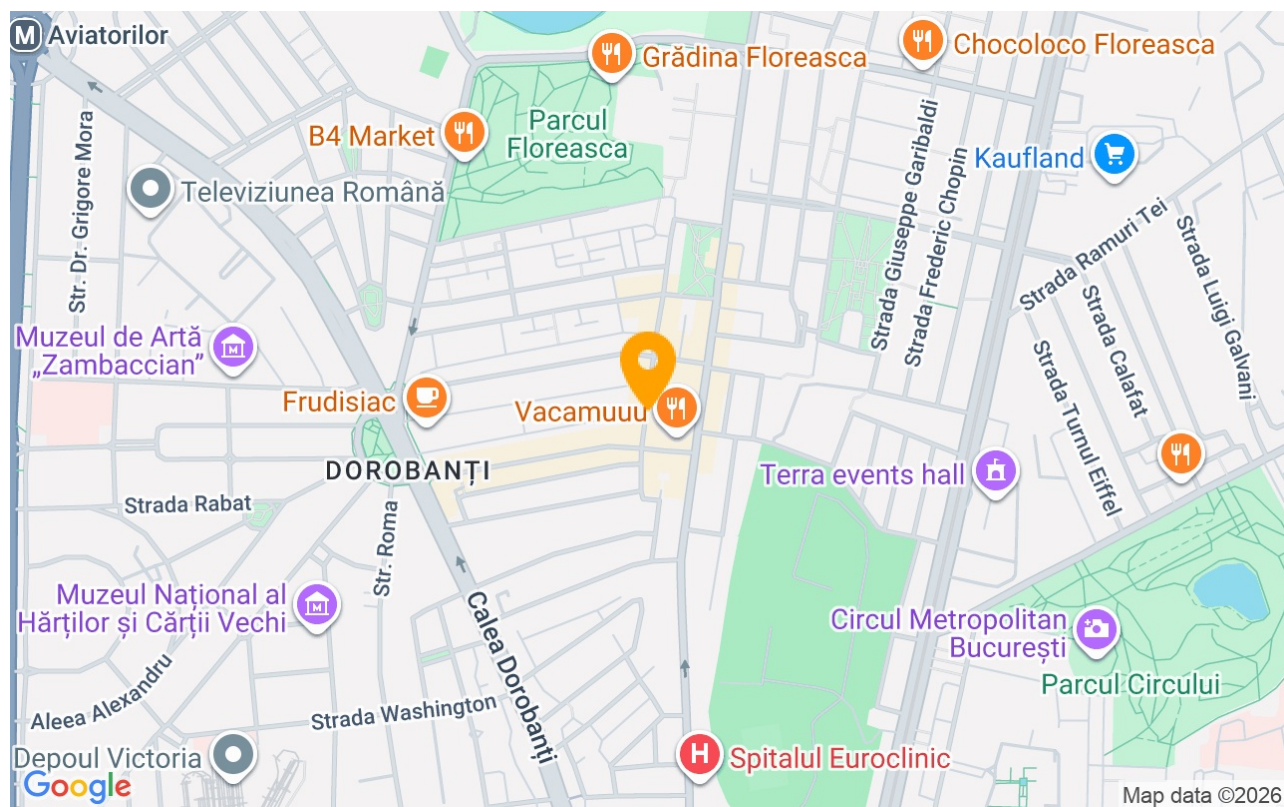 M Aviatorilor
Grădina Floreasca
Chocoloco Floreasca
B4 Market
Parcul
Floreasca
Kaufland
Str. Dr. Grigore Mora
Televiziunea Română
Strada Giuseppe Garibaldi
Strada Frederic Chopin
Strada Ramuri Tei
Strada Luigi Galvani
Strada Calafat
Strada Turnul Eiffel
Muzeul de Artă
„Zambaccian”
Frudisiac
Vacamuuu
DOROBANȚI
Terra events hall
Strada Rabat
Str. Roma
Muzeul Național al
Hărților și Cărții Vechi
Calea Dorobanți
Circul Metropolitan
București
Parcul Circului
Aleea Alexandru
Strada Washington
Depoul Victoria
H Spitalul Euroclinic
Google
Map data ©2026